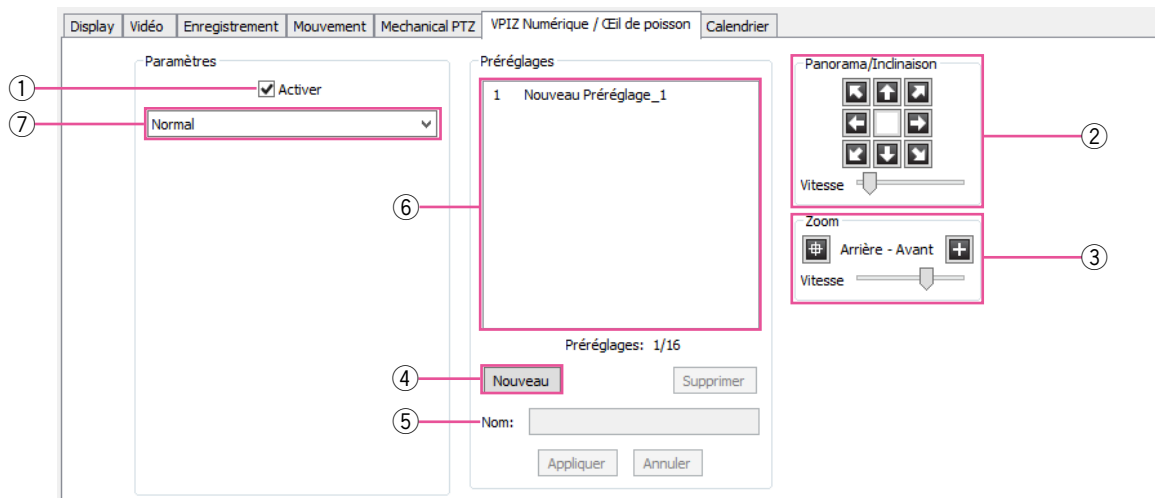 Display Vidéo Enregistrement Mouvement Mechanical PTZ VPIZ Numérique / Œil de poisson Calendrier
Paramètres
① Activer
⑦ Normal
Préréglages
1 Nouveau Préréglage_1
⑥
Préréglages: 1/16
④ Nouveau Supprimer
⑤ Nom:
Appliquer Annuler
Panorama/Inclinaison
②
Vitesse
Zoom
Arrière - Avant
③
Vitesse